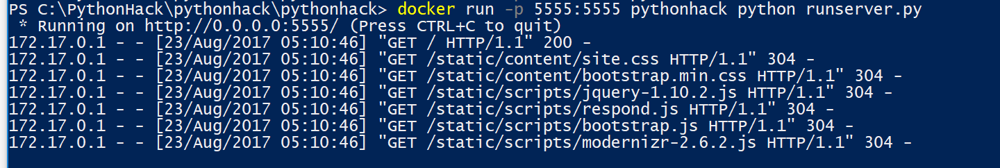 PS C:\PythonHack\pythonhack\pythonhack> docker run -p 5555:5555 pythonhack python runserver.py
 * Running on http://0.0.0.0:5555/ (Press CTRL+C to quit)
172.17.0.1 - - [23/Aug/2017 05:10:46] "GET / HTTP/1.1" 200 -
172.17.0.1 - - [23/Aug/2017 05:10:46] "GET /static/content/site.css HTTP/1.1" 304 -
172.17.0.1 - - [23/Aug/2017 05:10:46] "GET /static/content/bootstrap.min.css HTTP/1.1" 304 -
172.17.0.1 - - [23/Aug/2017 05:10:46] "GET /static/scripts/jquery-1.10.2.js HTTP/1.1" 304 -
172.17.0.1 - - [23/Aug/2017 05:10:46] "GET /static/scripts/respond.js HTTP/1.1" 304 -
172.17.0.1 - - [23/Aug/2017 05:10:46] "GET /static/scripts/bootstrap.js HTTP/1.1" 304 -
172.17.0.1 - - [23/Aug/2017 05:10:46] "GET /static/scripts/modernizr-2.6.2.js HTTP/1.1" 304 -